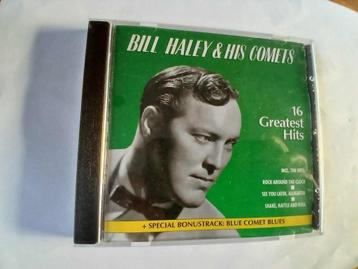 BILL HALEY & HIS COMETS
16
Greatest
Hits
INCL. THE HITS:
ROCK AROUND THE CLOCK
SEE YOU LATER, ALLIGATOR
SHAKE, RATTLE AND ROLL
+ SPECIAL BONUSTRACK: BLUE COMET BLUES